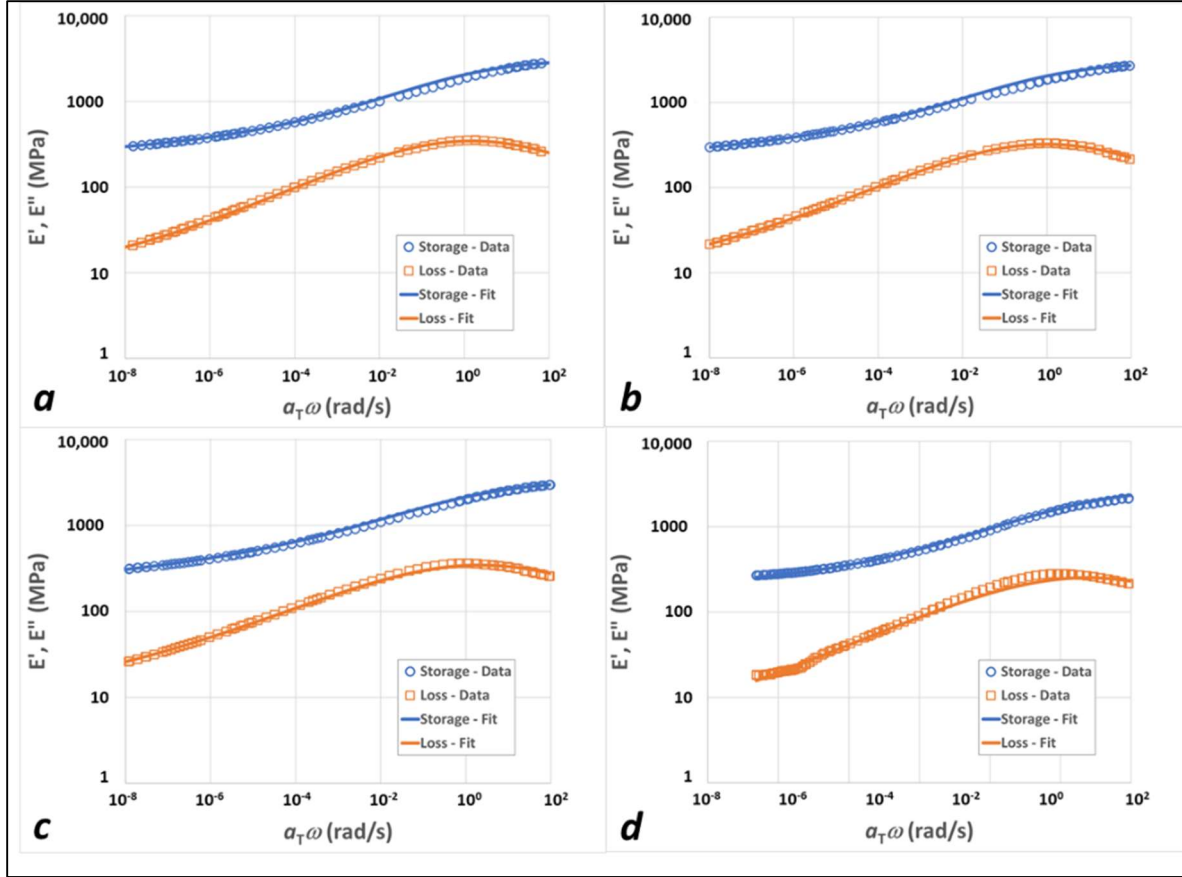 10,000
1000
100
10
1
E', E" (MPa)
Storage - Data
Loss - Data
Storage - Fit
Loss - Fit
10⁻⁸ 10⁻⁶ 10⁻⁴ 10⁻² 10⁰ 10²
a_Tω (rad/s)
a
10,000
1000
100
10
1
E', E" (MPa)
Storage - Data
Loss - Data
Storage - Fit
Loss - Fit
10⁻⁸ 10⁻⁶ 10⁻⁴ 10⁻² 10⁰ 10²
a_Tω (rad/s)
b
10,000
1000
100
10
1
E', E" (MPa)
Storage - Data
Loss - Data
Storage - Fit
Loss - Fit
10⁻⁸ 10⁻⁶ 10⁻⁴ 10⁻² 10⁰ 10²
a_Tω (rad/s)
c
10,000
1000
100
10
1
E', E" (MPa)
Storage - Data
Loss - Data
Storage - Fit
Loss - Fit
10⁻⁸ 10⁻⁶ 10⁻⁴ 10⁻² 10⁰ 10²
a_Tω (rad/s)
d